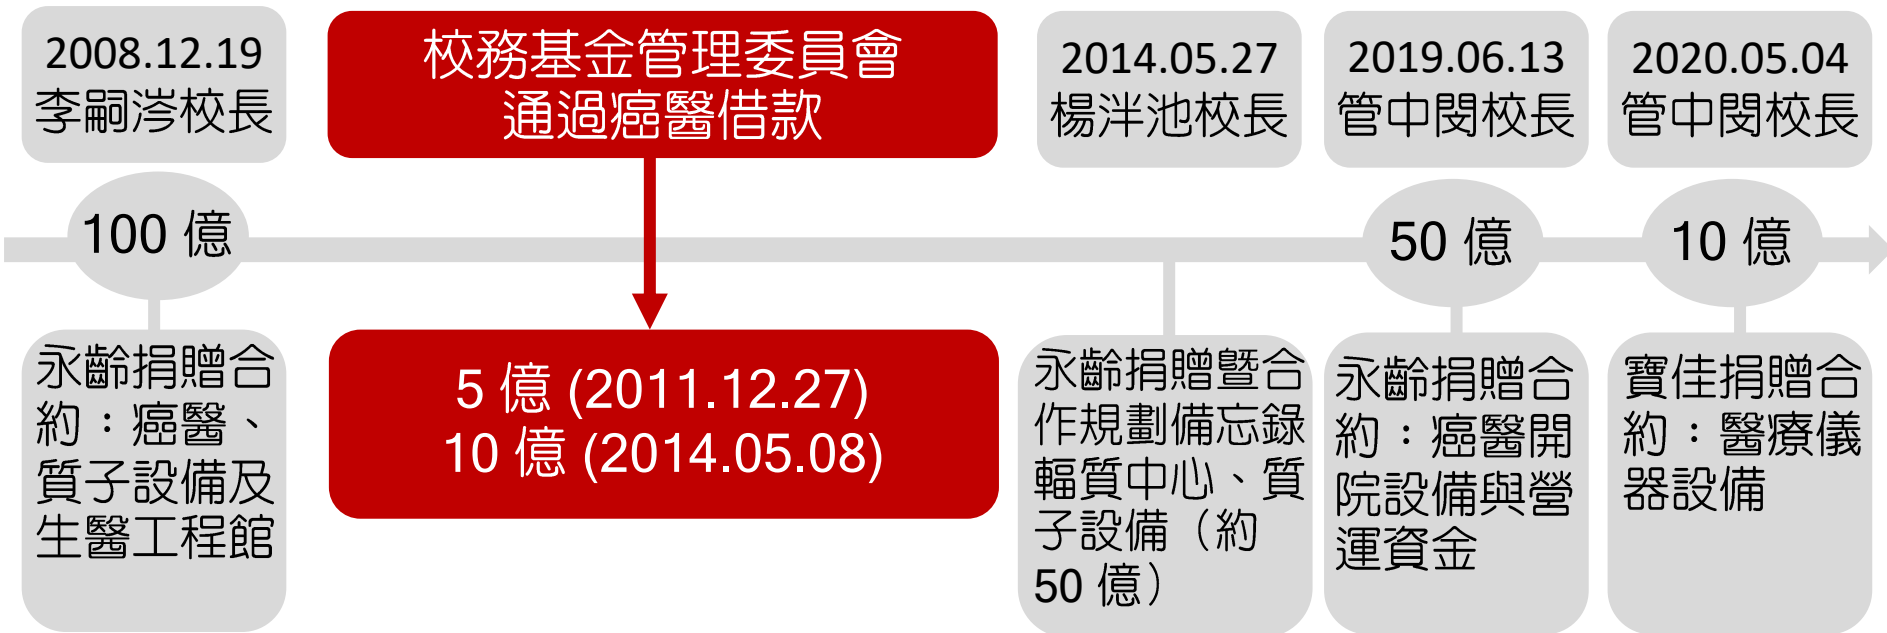 2008.12.19
李嗣涔校長
校務基金管理委員會
通過癌醫借款
2014.05.27
楊泮池校長
2019.06.13
管中閔校長
2020.05.04
管中閔校長
100 億
50 億
10 億
永齡捐贈合
約：癌醫、
質子設備及
生醫工程館
5 億 (2011.12.27)
10 億 (2014.05.08)
永齡捐贈暨合
作規劃備忘錄
輻質中心、質
子設備（約
50 億）
永齡捐贈合
約：癌醫開
院設備與營
運資金
寶佳捐贈合
約：醫療儀
器設備